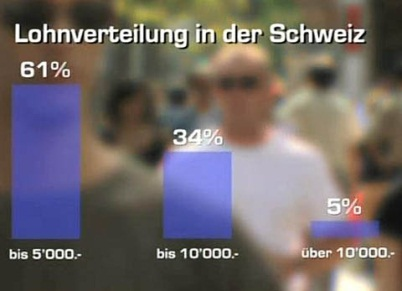 Lohnverteilung in der Schweiz
61%
34%
5%
bis 5'000.-
bis 10'000.-
über 10'000.-